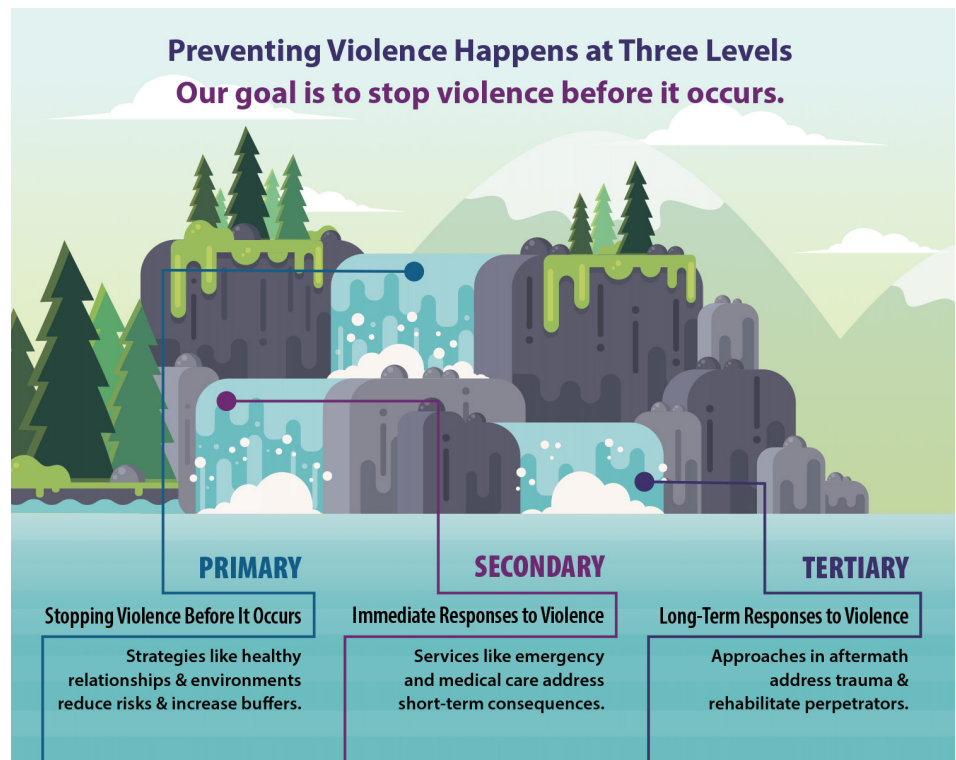 Preventing Violence Happens at Three Levels
Our goal is to stop violence before it occurs.
PRIMARY
Stopping Violence Before It Occurs
Strategies like healthy
relationships & environments
reduce risks & increase buffers.
SECONDARY
Immediate Responses to Violence
Services like emergency
and medical care address
short-term consequences.
TERTIARY
Long-Term Responses to Violence
Approaches in aftermath
address trauma &
rehabilitate perpetrators.